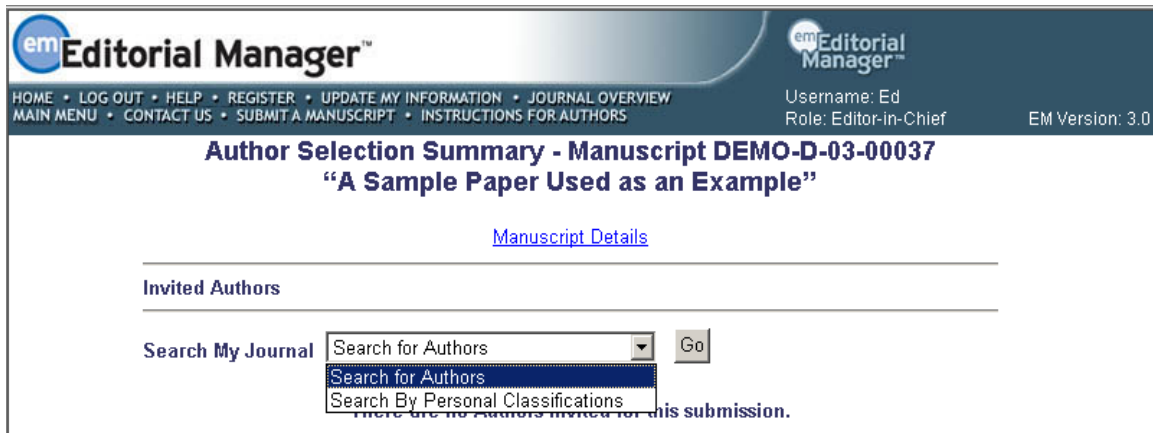 em Editorial Manager™
em Editorial Manager™
HOME • LOG OUT • HELP • REGISTER • UPDATE MY INFORMATION • JOURNAL OVERVIEW
MAIN MENU • CONTACT US • SUBMIT A MANUSCRIPT • INSTRUCTIONS FOR AUTHORS
Username: Ed
Role: Editor-in-Chief
EM Version: 3.0
Author Selection Summary - Manuscript DEMO-D-03-00037
“A Sample Paper Used as an Example”
Manuscript Details
Invited Authors
Search My Journal Search for Authors Go
Search for Authors
Search By Personal Classifications
There are no Authors invited for this submission.